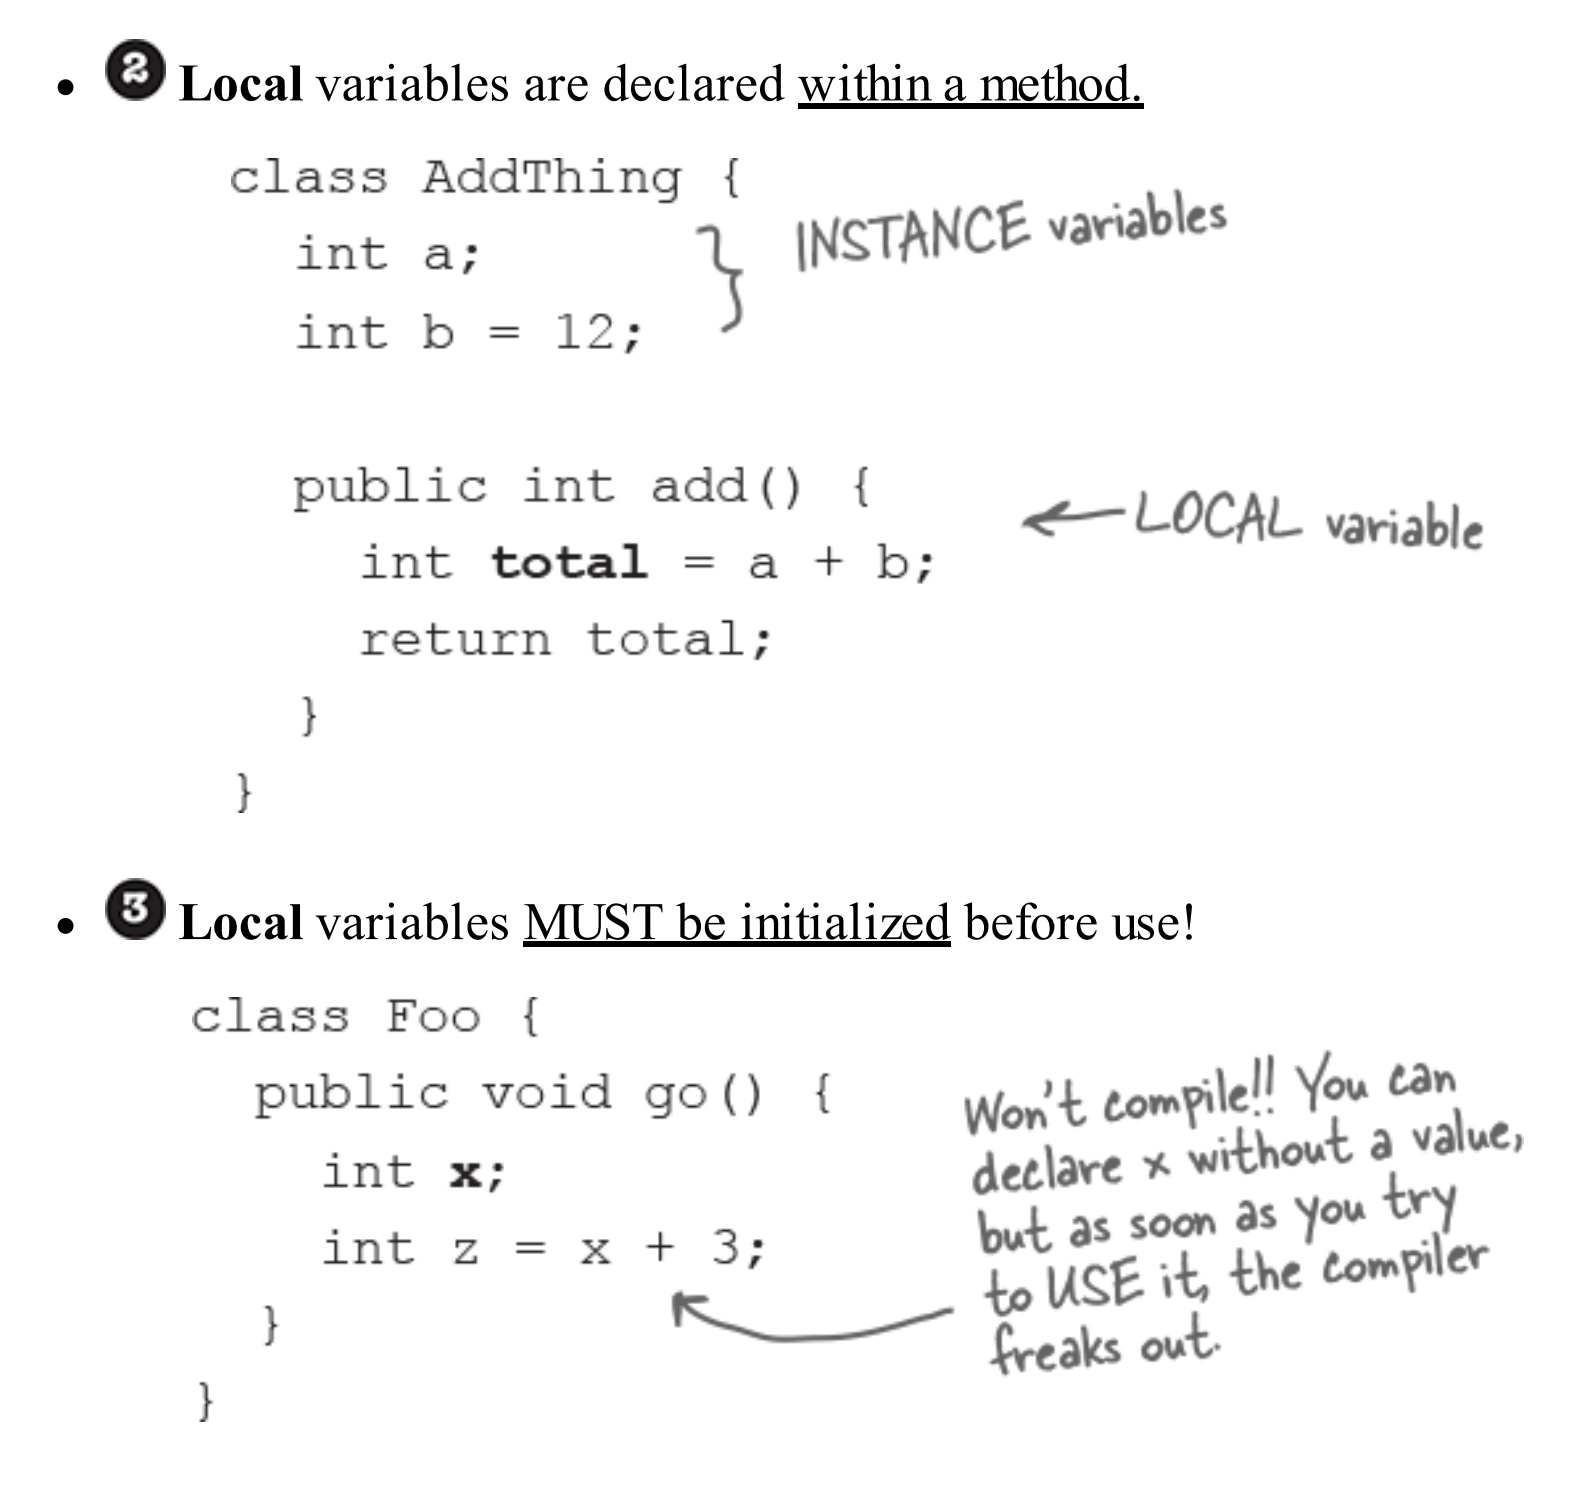 • 2 Local variables are declared within a method.
class AddThing {
int a;
int b = 12;
} INSTANCE variables
public int add() {
int total = a + b;
←LOCAL variable
return total;
}
}
• 3 Local variables MUST be initialized before use!
class Foo {
public void go() {
int x;
int z = x + 3;
}
}
Won't compile!! You can
declare x without a value,
but as soon as you try
to USE it, the compiler
freaks out.